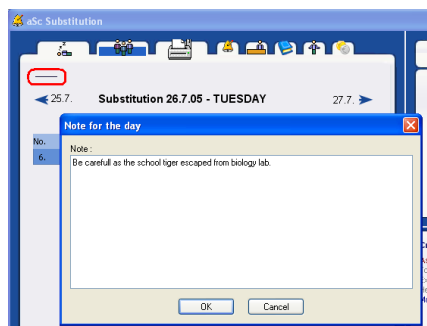 aSc Substitution
25.7. Substitution 26.7.05 - TUESDAY 27.7.
Note for the day
No.
6.
Note :
Be carefull as the school tiger escaped from biology lab.
OK Cancel